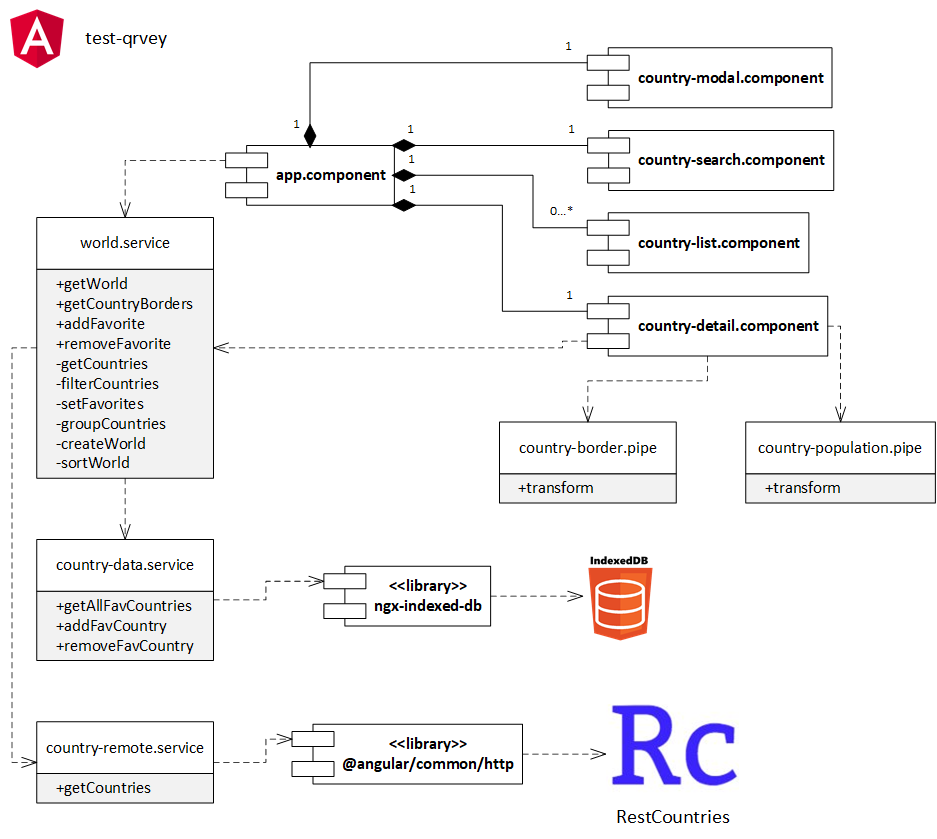 A
test-qrvey
1
country-modal.component
1
1
1
country-search.component
app.component
1
1
0...*
country-list.component
1
country-detail.component
world.service
+getWorld
+getCountryBorders
+addFavorite
+removeFavorite
-getCountries
-filterCountries
-setFavorites
-groupCountries
-createWorld
-sortWorld
country-border.pipe
+transform
country-population.pipe
+transform
country-data.service
+getAllFavCountries
+addFavCountry
+removeFavCountry
<<library>>
ngx-indexed-db
IndexedDB
country-remote.service
+getCountries
<<library>>
@angular/common/http
Rc
RestCountries